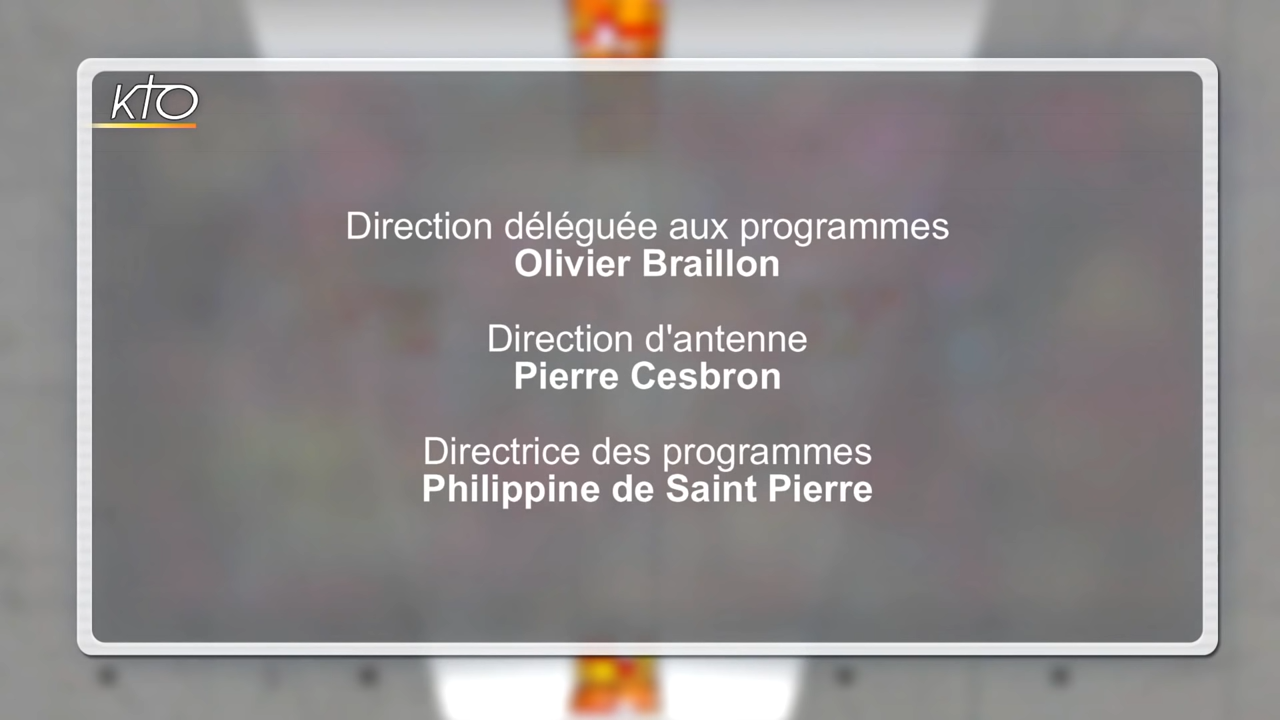 KTO
Direction déléguée aux programmes
Olivier Braillon
Direction d'antenne
Pierre Cesbron
Directrice des programmes
Philippine de Saint Pierre